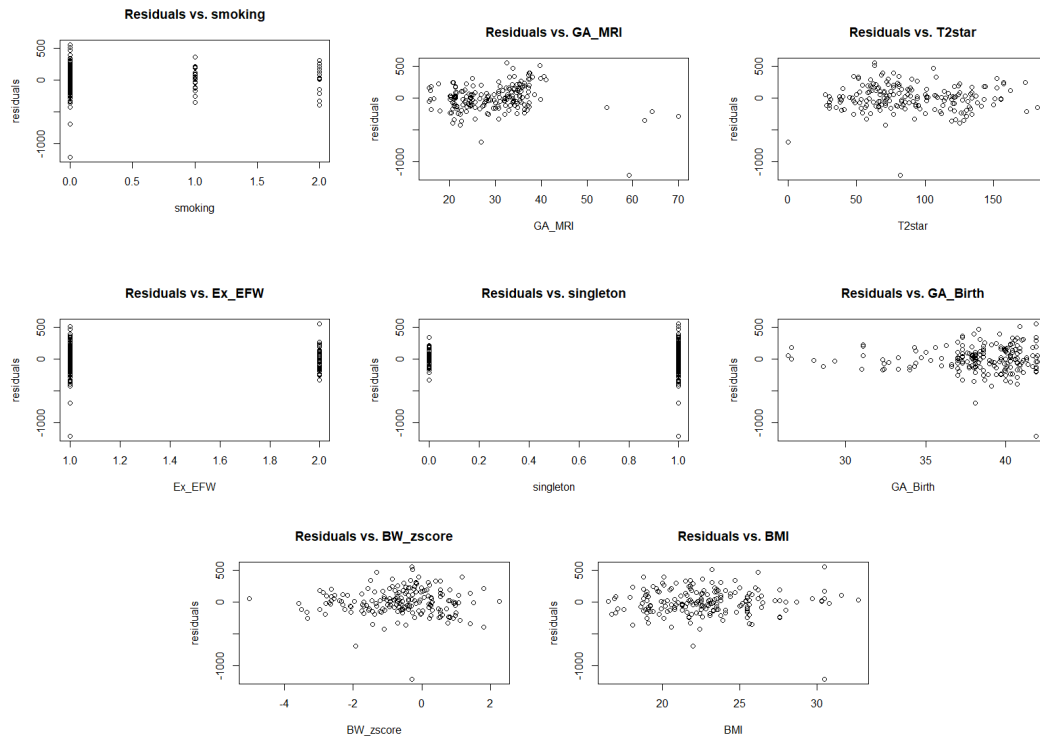 Residuals vs. smoking
residuals
500
0
-1000
0.0 0.5 1.0 1.5 2.0
smoking
Residuals vs. GA_MRI
residuals
500
0
-1000
20 30 40 50 60 70
GA_MRI
Residuals vs. T2star
residuals
500
0
-1000
0 50 100 150
T2star
Residuals vs. Ex_EFW
residuals
500
0
-1000
1.0 1.2 1.4 1.6 1.8 2.0
Ex_EFW
Residuals vs. singleton
residuals
500
0
-1000
0.0 0.2 0.4 0.6 0.8 1.0
singleton
Residuals vs. GA_Birth
residuals
500
0
-1000
30 35 40
GA_Birth
Residuals vs. BW_zscore
residuals
500
0
-1000
-4 -2 0 2
BW_zscore
Residuals vs. BMI
residuals
500
0
-1000
20 25 30
BMI